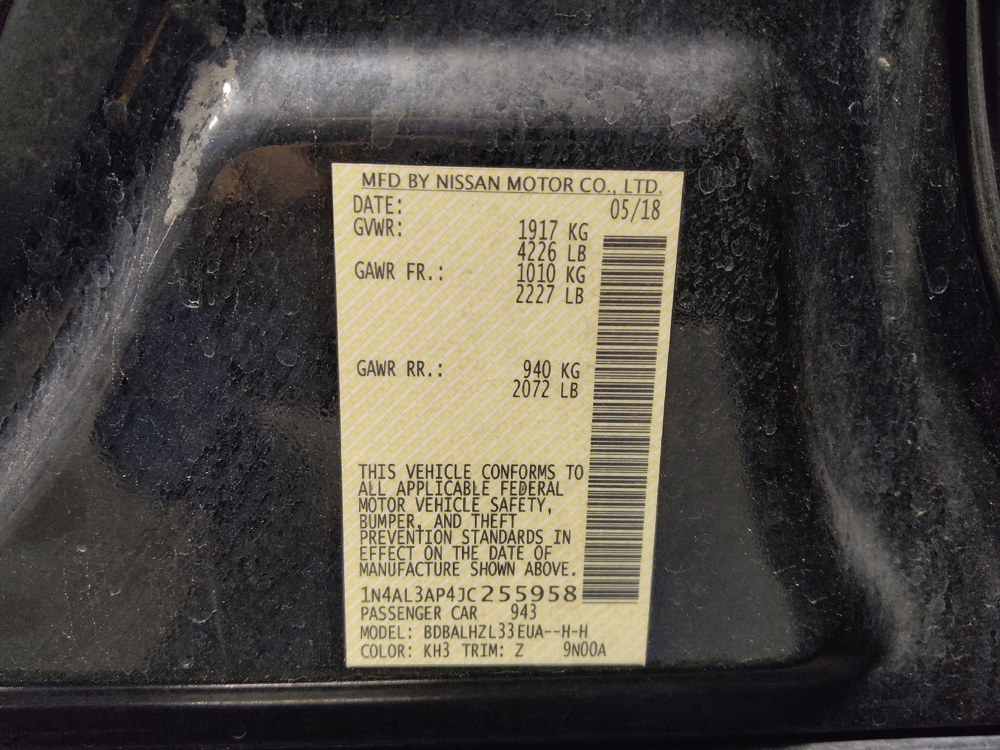 MFD BY NISSAN MOTOR CO., LTD.
DATE: 05/18
GVWR: 1917 KG
4226 LB
GAWR FR.: 1010 KG
2227 LB
GAWR RR.: 940 KG
2072 LB
THIS VEHICLE CONFORMS TO
ALL APPLICABLE FEDERAL
MOTOR VEHICLE SAFETY,
BUMPER, AND THEFT
PREVENTION STANDARDS IN
EFFECT ON THE DATE OF
MANUFACTURE SHOWN ABOVE.
1N4AL3AP4JC255958
PASSENGER CAR 943
MODEL: BDBALHZL33EUA--H-H
COLOR: KH3 TRIM: Z 9N00A